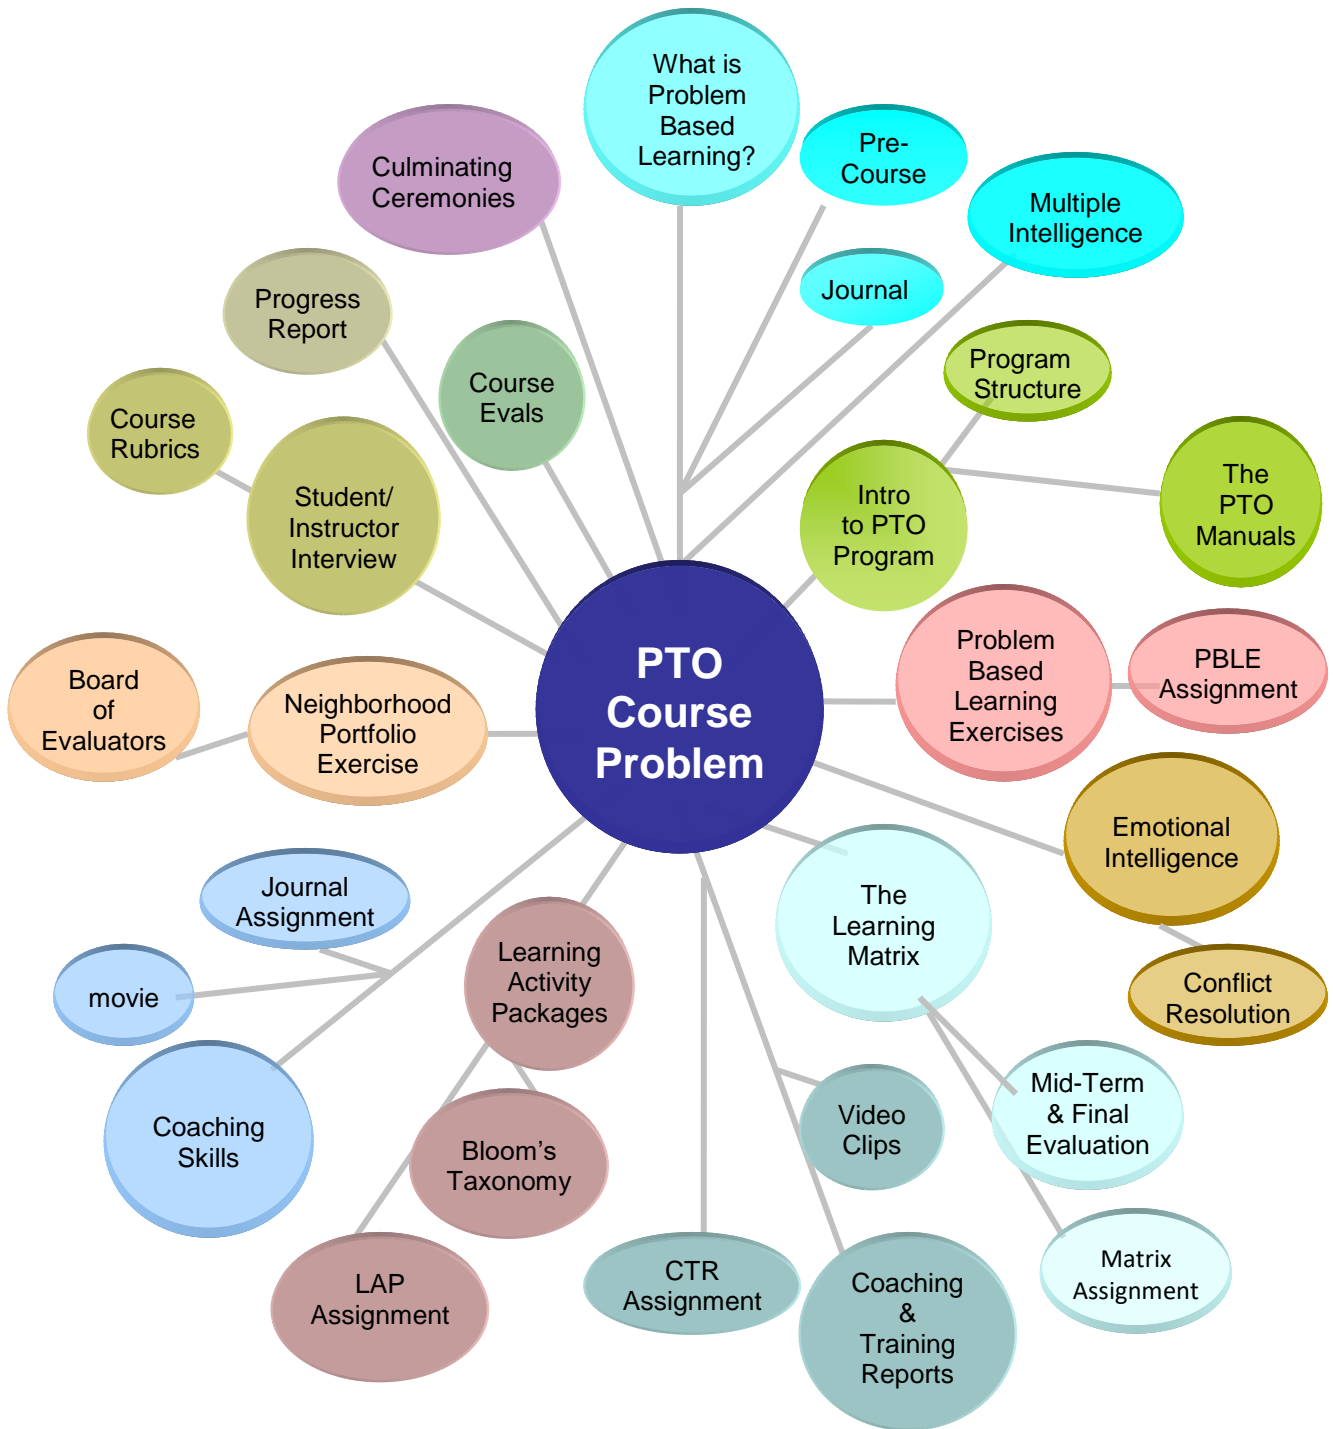 What is
Problem
Based
Learning?
Pre-
Course
Culminating
Ceremonies
Multiple
Intelligence
Journal
Progress
Report
Program
Structure
Course
Evals
Course
Rubrics
Student/
Instructor
Interview
Intro
to PTO
Program
The
PTO
Manuals
PTO
Course
Problem
Problem
Based
Learning
Exercises
PBLE
Assignment
Board
of
Evaluators
Neighborhood
Portfolio
Exercise
Emotional
Intelligence
Journal
Assignment
The
Learning
Matrix
Learning
Activity
Packages
movie
Conflict
Resolution
Coaching
Skills
Bloom’s
Taxonomy
Video
Clips
Mid-Term
& Final
Evaluation
LAP
Assignment
CTR
Assignment
Coaching
&
Training
Reports
Matrix
Assignment